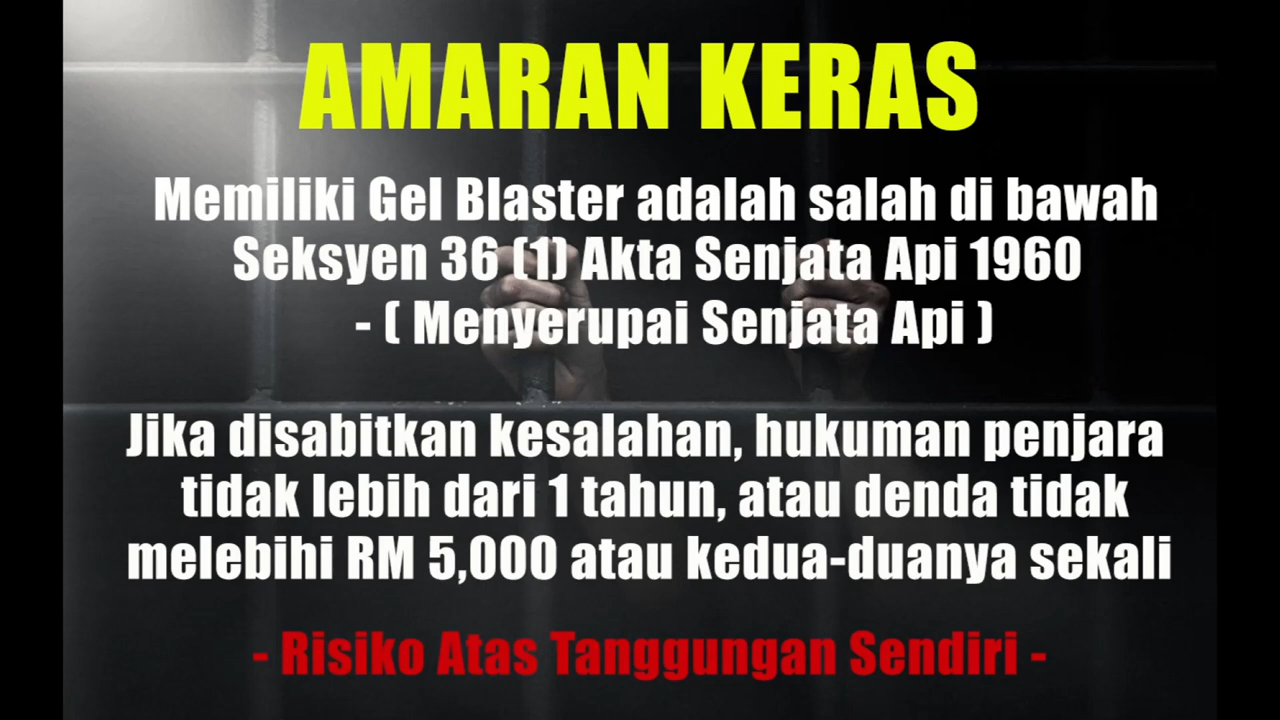 AMARAN KERAS
Memiliki Gel Blaster adalah salah di bawah
Seksyen 36 (1) Akta Senjata Api 1960
- ( Menyerupai Senjata Api )
Jika disabitkan kesalahan, hukuman penjara
tidak lebih dari 1 tahun, atau denda tidak
melebihi RM 5,000 atau kedua-duanya sekali
- Risiko Atas Tanggungan Sendiri -